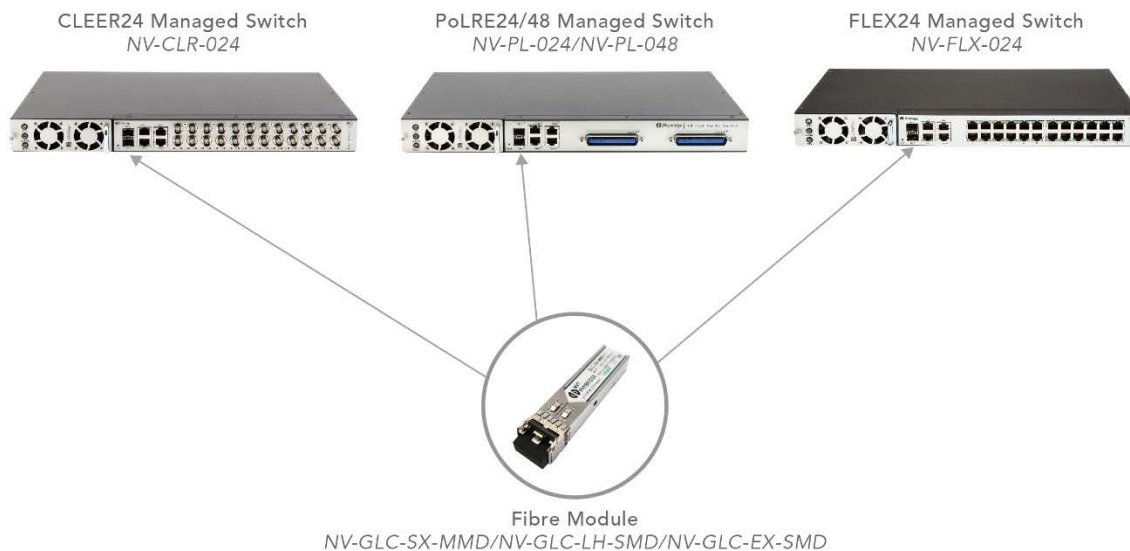 CLEER24 Managed Switch
NV-CLR-024
PoLRE24/48 Managed Switch
NV-PL-024/NV-PL-048
FLEX24 Managed Switch
NV-FLX-024
Fibre Module
NV-GLC-SX-MMD/NV-GLC-LH-SMD/NV-GLC-EX-SMD